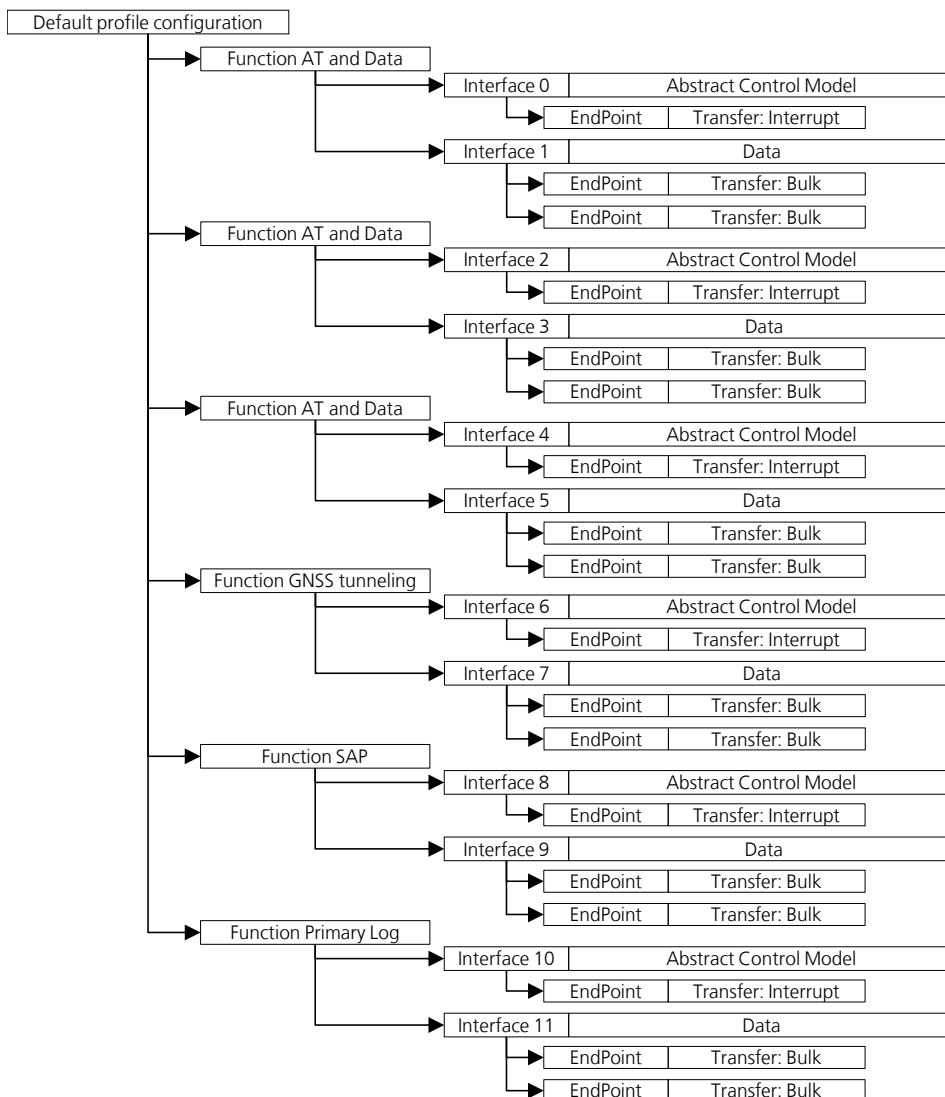 Default profile configuration
Function AT and Data
Interface 0 Abstract Control Model
EndPoint Transfer: Interrupt
Interface 1 Data
EndPoint Transfer: Bulk
EndPoint Transfer: Bulk
Function AT and Data
Interface 2 Abstract Control Model
EndPoint Transfer: Interrupt
Interface 3 Data
EndPoint Transfer: Bulk
EndPoint Transfer: Bulk
Function AT and Data
Interface 4 Abstract Control Model
EndPoint Transfer: Interrupt
Interface 5 Data
EndPoint Transfer: Bulk
EndPoint Transfer: Bulk
Function GNSS tunneling
Interface 6 Abstract Control Model
EndPoint Transfer: Interrupt
Interface 7 Data
EndPoint Transfer: Bulk
EndPoint Transfer: Bulk
Function SAP
Interface 8 Abstract Control Model
EndPoint Transfer: Interrupt
Interface 9 Data
EndPoint Transfer: Bulk
EndPoint Transfer: Bulk
Function Primary Log
Interface 10 Abstract Control Model
EndPoint Transfer: Interrupt
Interface 11 Data
EndPoint Transfer: Bulk
EndPoint Transfer: Bulk